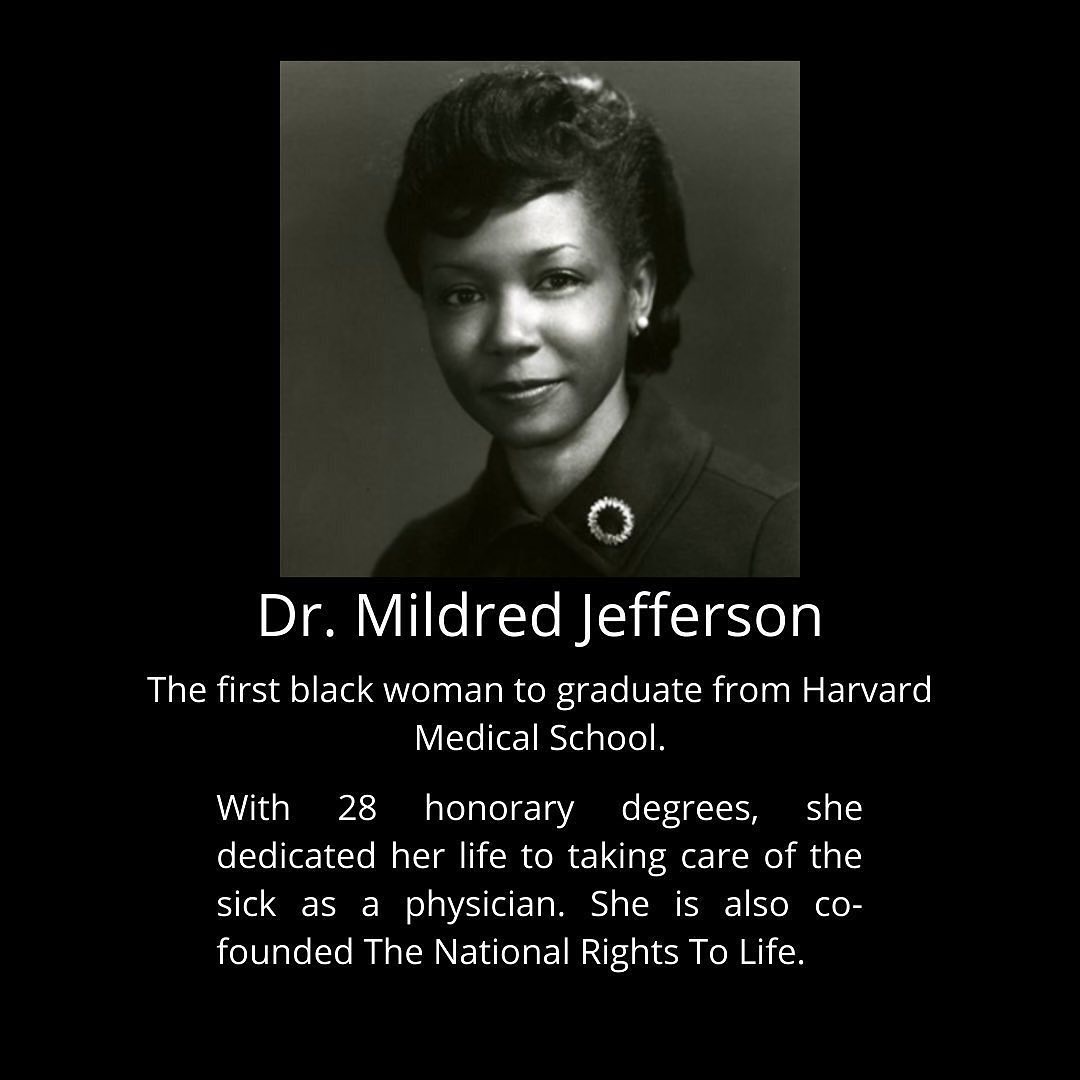 Dr. Mildred Jefferson
The first black woman to graduate from Harvard
Medical School.
With 28 honorary degrees, she
dedicated her life to taking care of the
sick as a physician. She is also co-
founded The National Rights To Life.